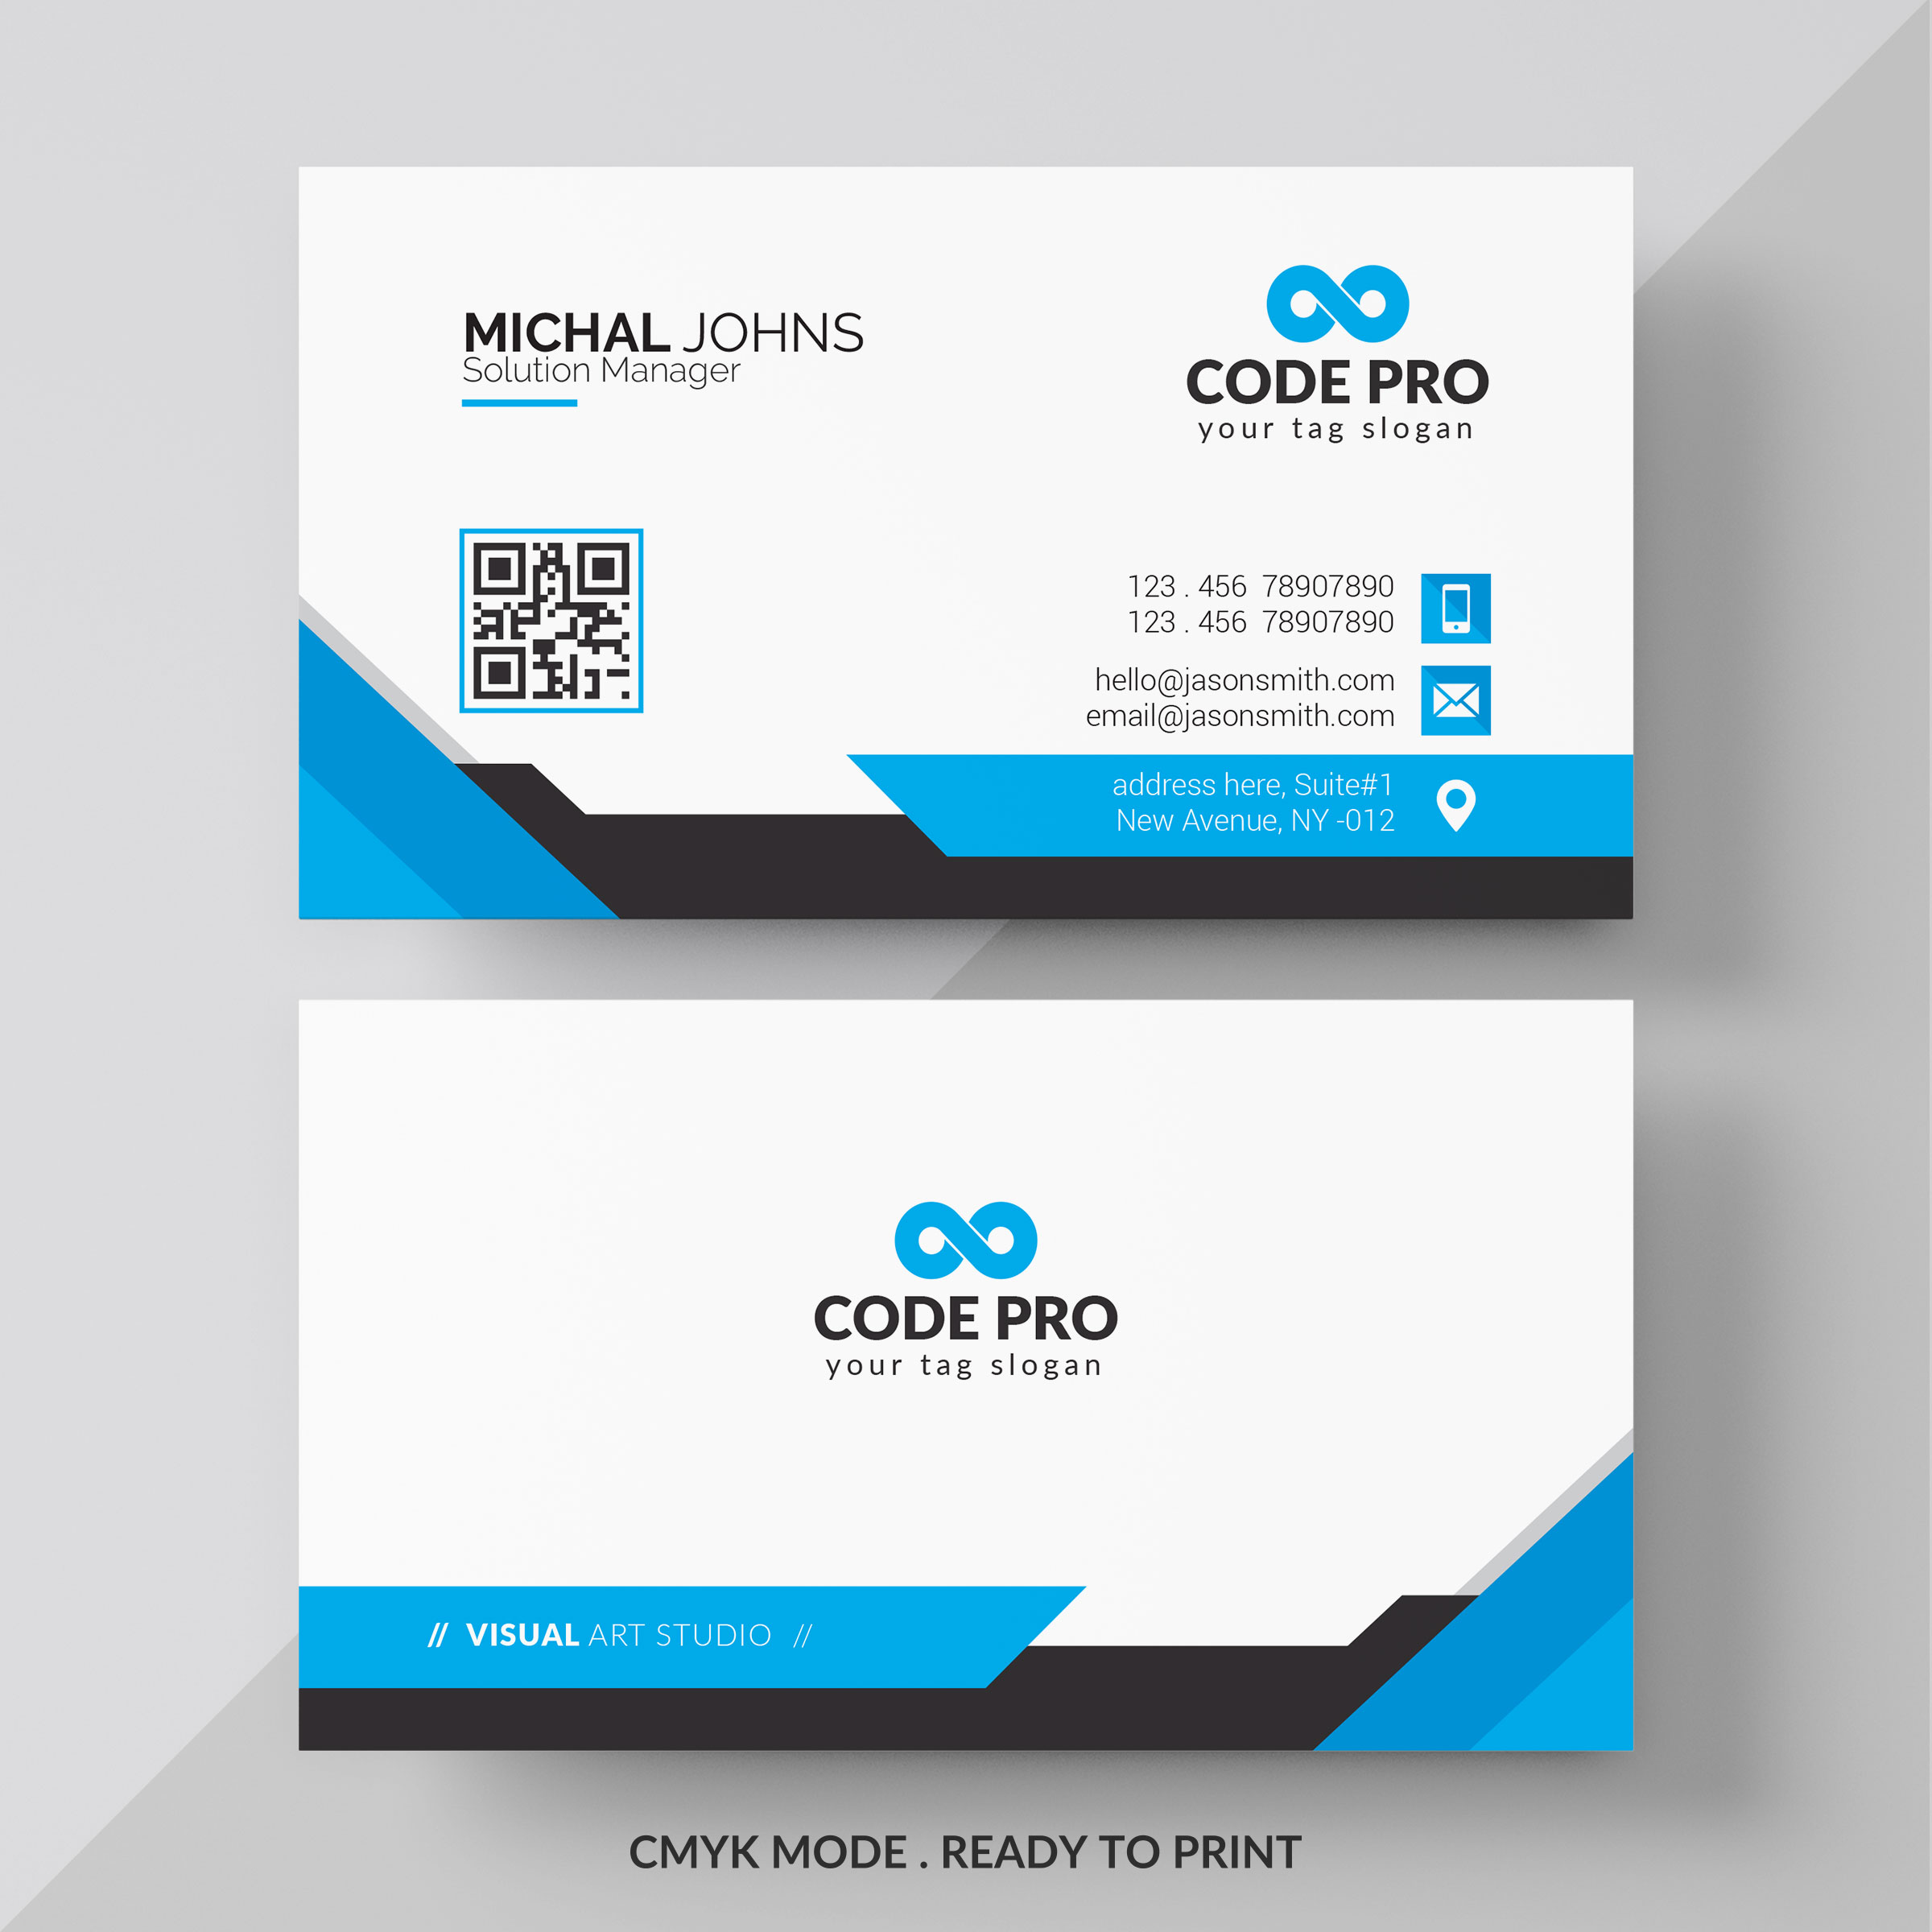 MICHAL JOHNS
Solution Manager
CODE PRO
your tag slogan
123 . 456 78907890
123 . 456 78907890
hello@jasonsmith.com
email@jasonsmith.com
address here, Suite#1
New Avenue, NY -012
CODE PRO
your tag slogan
// VISUAL ART STUDIO //
CMYK MODE . READY TO PRINT